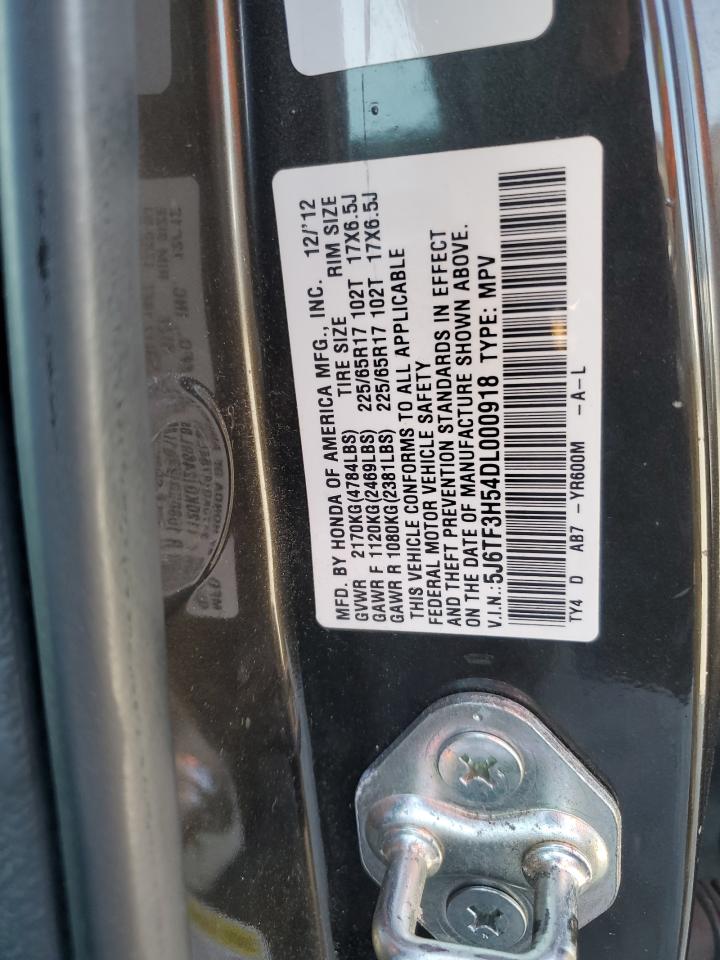 MFD. BY HONDA OF AMERICA MFG., INC. 12/'12
GVWR 2170KG(4784LBS) TIRE SIZE RIM SIZE
GAWR F 1120KG(2469LBS) 225/65R17 102T 17X6.5J
GAWR R 1080KG(2381LBS) 225/65R17 102T 17X6.5J
THIS VEHICLE CONFORMS TO ALL APPLICABLE
FEDERAL MOTOR VEHICLE SAFETY
AND THEFT PREVENTION STANDARDS IN EFFECT
ON THE DATE OF MANUFACTURE SHOWN ABOVE.
V.I.N.: 5J6TF3H54DL000918 TYPE: MPV
TY4 D AB7 -YR600M -A-L